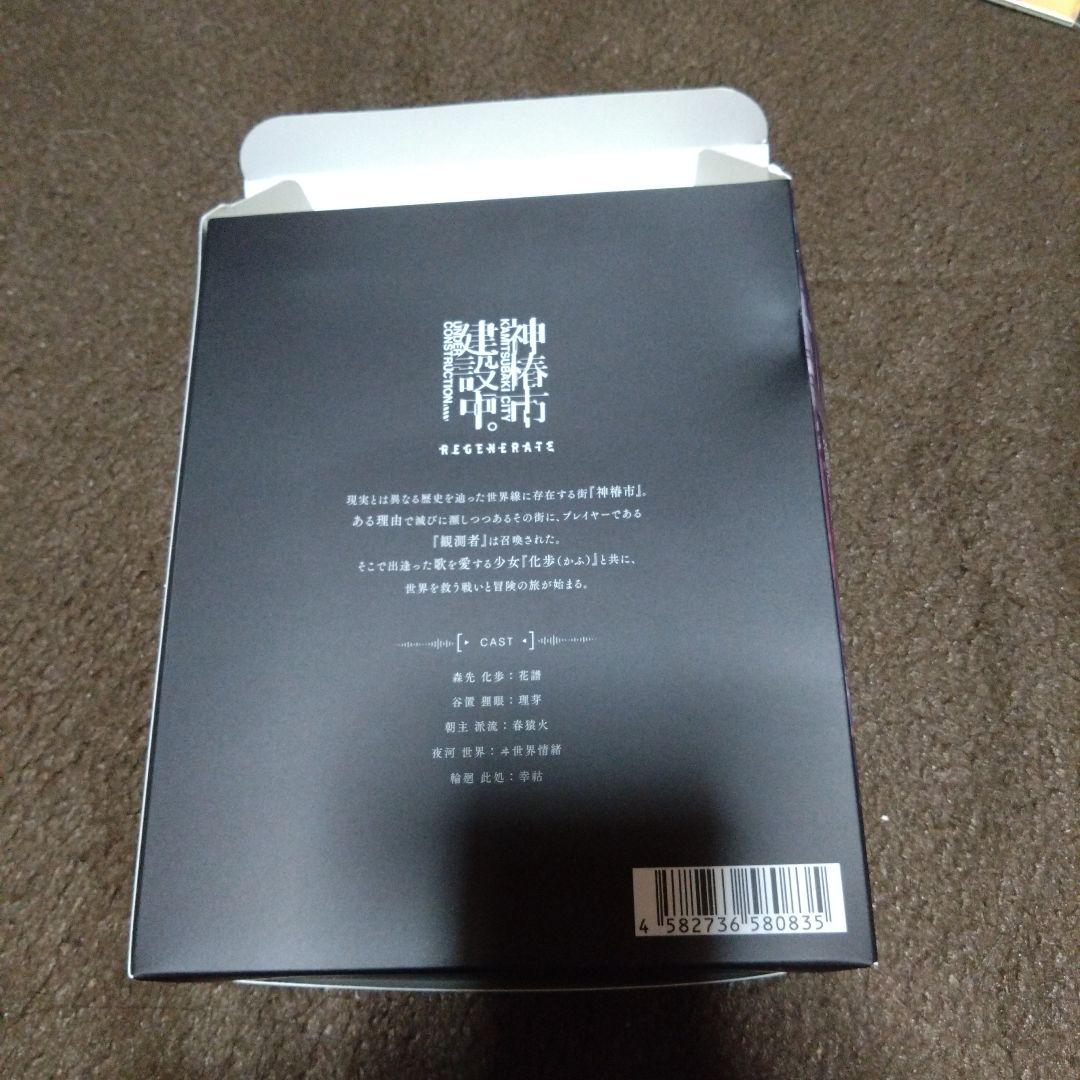 神椿市
KAMITSUBAKI CITY
建設中。
UNDER CONSTRUCTION
REGENERATE
現実とは異なる歴史を辿った世界線に存在する街『神椿市』。
ある理由で滅びに瀕しつつあるその街に、プレイヤーである
『観測者』は召喚された。
そこで出逢った歌を愛する少女『化歩(かふ)』と共に、
世界を救う戦いと冒険の旅が始まる。
CAST
森先 化歩：花譜
谷置 狸眼：理芽
朝主 派流：春猿火
夜河 世界：ヰ世界情緒
輪廻 此処：幸祜
4 582736 580835